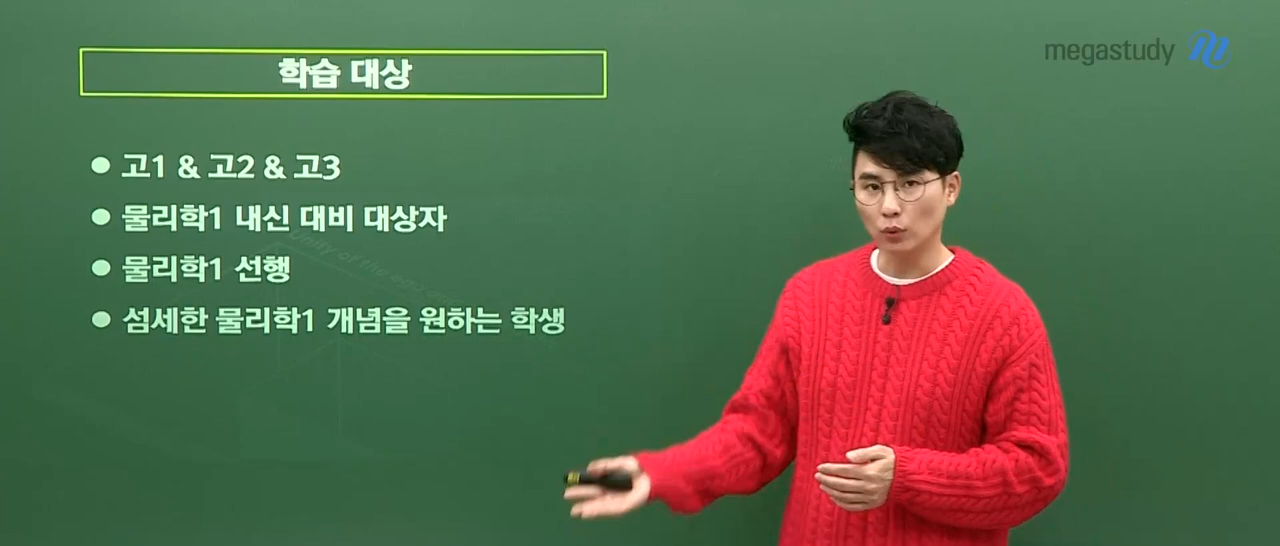 학습 대상
megastudy
● 고1 & 고2 & 고3
● 물리학1 내신 대비 대상자
● 물리학1 선행
● 섬세한 물리학1 개념을 원하는 학생